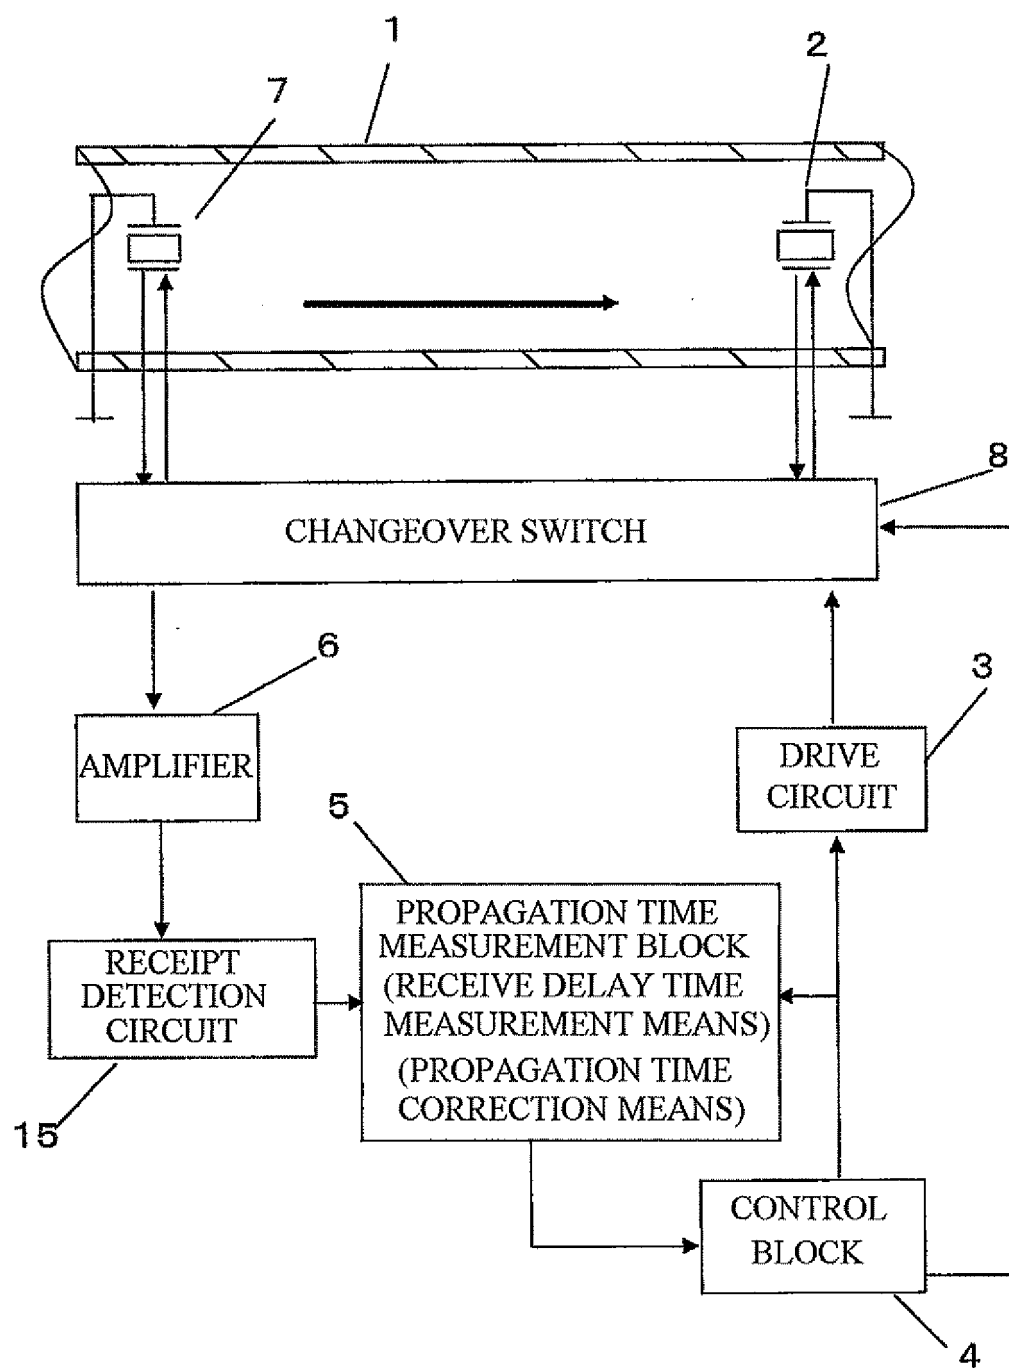 1
2
7
8
CHANGEOVER SWITCH
6
3
AMPLIFIER
DRIVE
CIRCUIT
5
PROPAGATION TIME
MEASUREMENT BLOCK
(RECEIVE DELAY TIME
MEASUREMENT MEANS)
(PROPAGATION TIME
CORRECTION MEANS)
RECEIPT
DETECTION
CIRCUIT
15
CONTROL
BLOCK
4